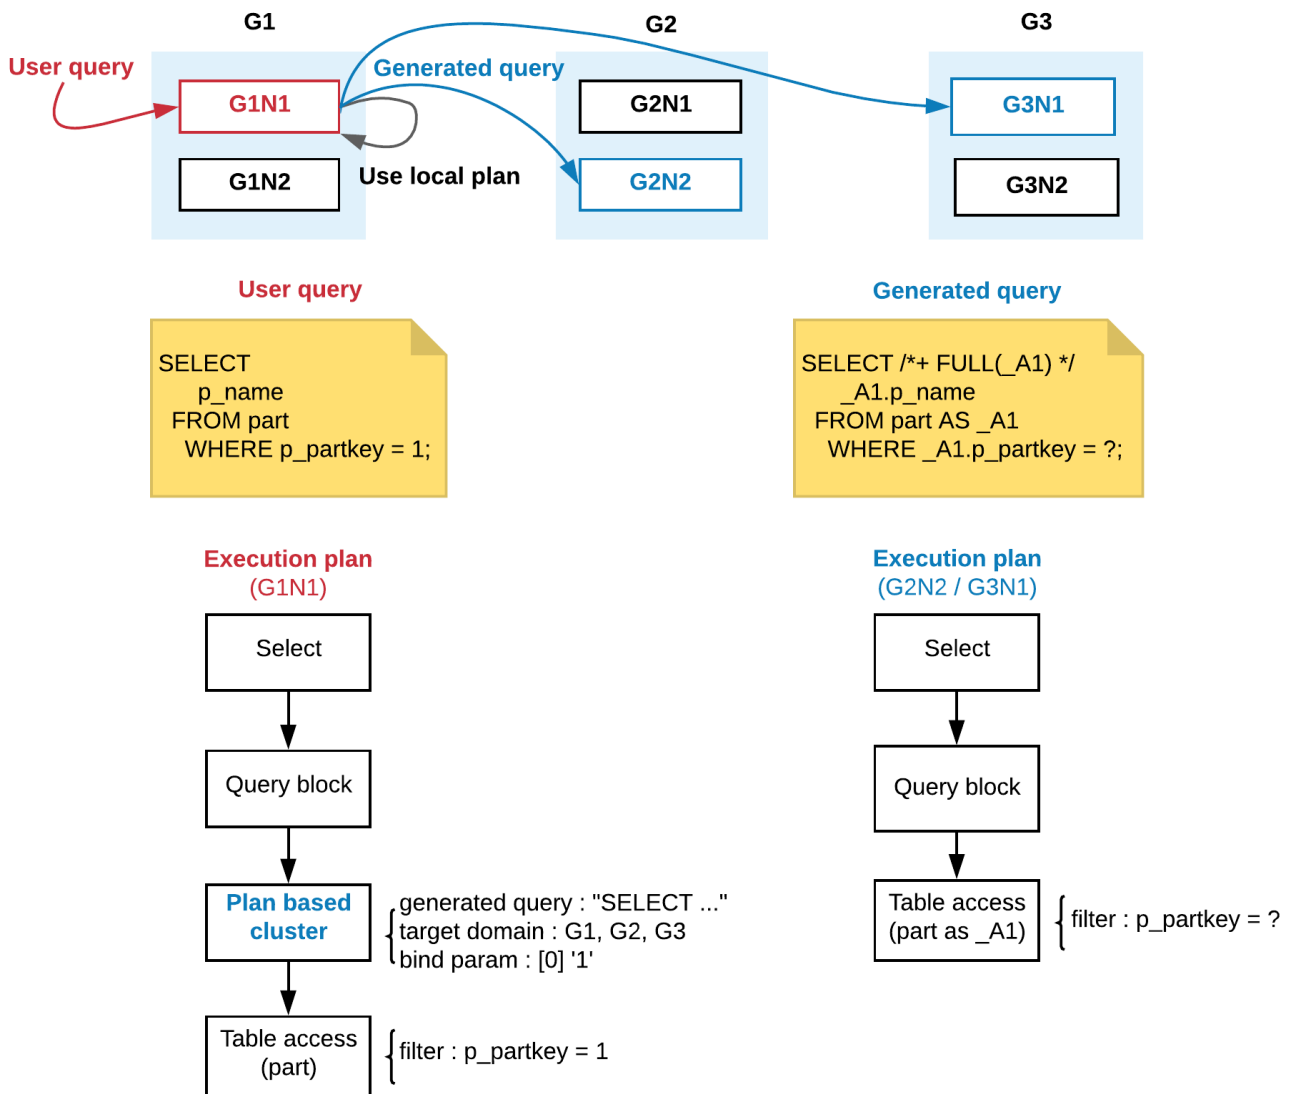 G1
G2
G3
User query
Generated query
G1N1
G2N1
G3N1
Use local plan
G1N2
G2N2
G3N2
User query
SELECT
p_name
FROM part
WHERE p_partkey = 1;
Generated query
SELECT /*+ FULL(_A1) */
_A1.p_name
FROM part AS _A1
WHERE _A1.p_partkey = ?;
Execution plan
(G1N1)
Select
Query block
Plan based
cluster
generated query : "SELECT ..."
target domain : G1, G2, G3
bind param : [0] '1'
Table access
(part)
filter : p_partkey = 1
Execution plan
(G2N2 / G3N1)
Select
Query block
Table access
(part as _A1)
filter : p_partkey = ?